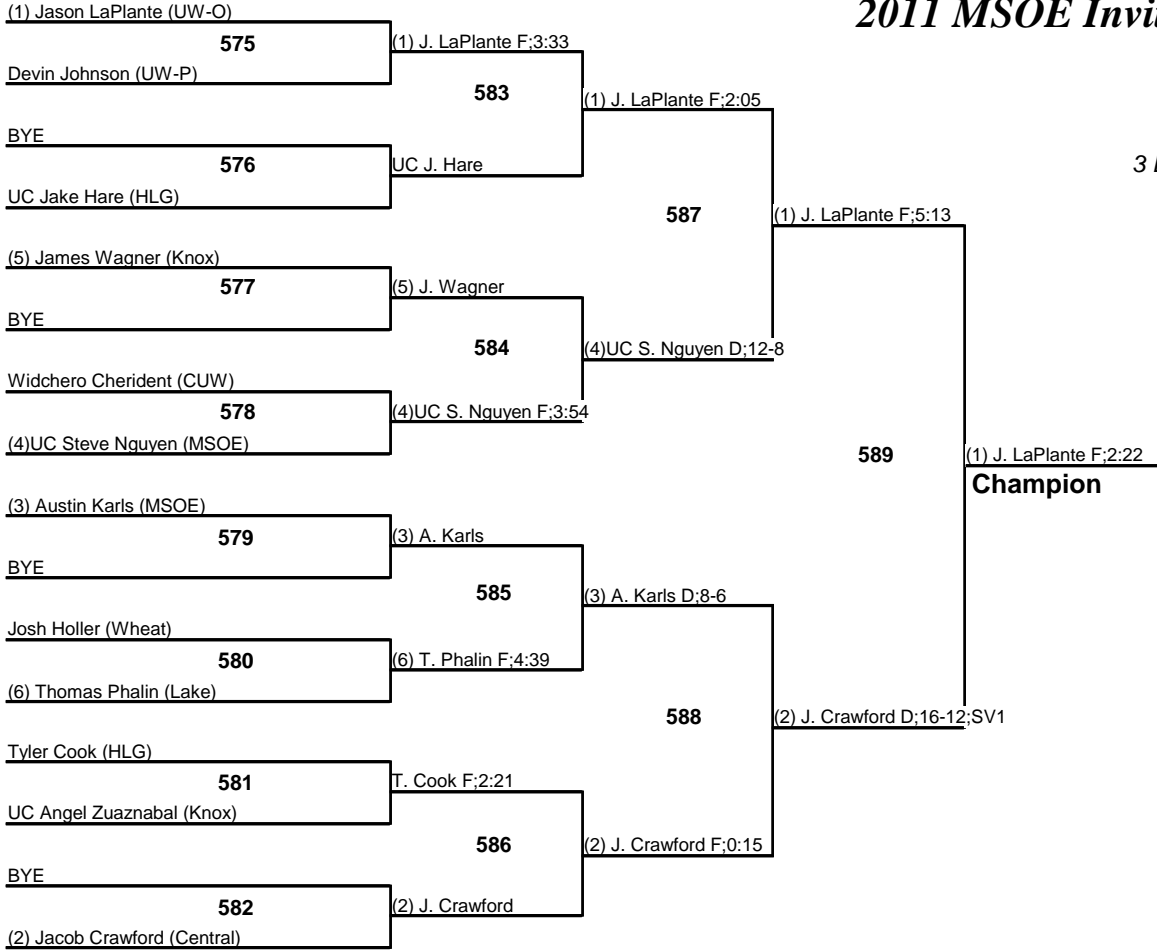 2011 MSOE Invi
(1) Jason LaPlante (UW-O)
575
(1) J. LaPlante F;3:33
Devin Johnson (UW-P)
583
(1) J. LaPlante F;2:05
BYE
576
UC J. Hare
3
UC Jake Hare (HLG)
587
(1) J. LaPlante F;5:13
(5) James Wagner (Knox)
577
(5) J. Wagner
BYE
584
(4)UC S. Nguyen D;12-8
Widchero Cherident (CUW)
578
(4)UC S. Nguyen F;3:54
(4)UC Steve Nguyen (MSOE)
589
(1) J. LaPlante F;2:22
Champion
(3) Austin Karls (MSOE)
579
(3) A. Karls
BYE
585
(3) A. Karls D;8-6
Josh Holler (Wheat)
580
(6) T. Phalin F;4:39
(6) Thomas Phalin (Lake)
588
(2) J. Crawford D;16-12;SV1
Tyler Cook (HLG)
581
T. Cook F;2:21
UC Angel Zuaznabal (Knox)
586
(2) J. Crawford F;0:15
BYE
582
(2) J. Crawford
(2) Jacob Crawford (Central)